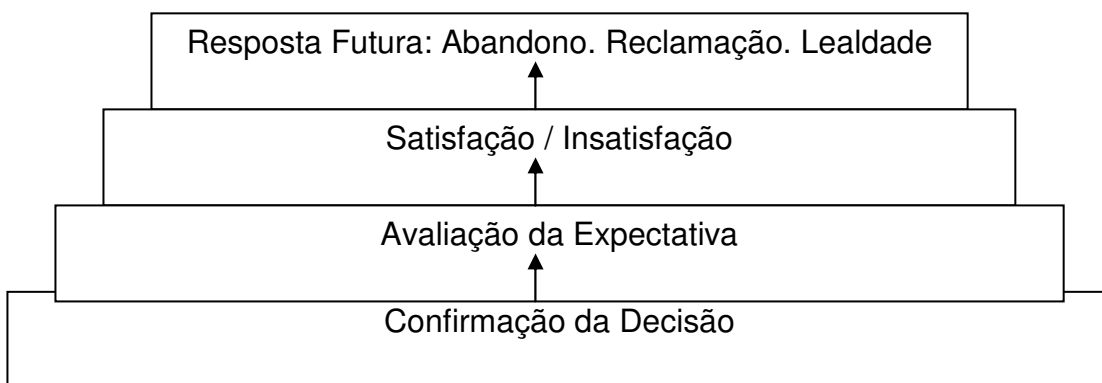 Resposta Futura: Abandono. Reclamação. Lealdade
Satisfação / Insatisfação
Avaliação da Expectativa
Confirmação da Decisão